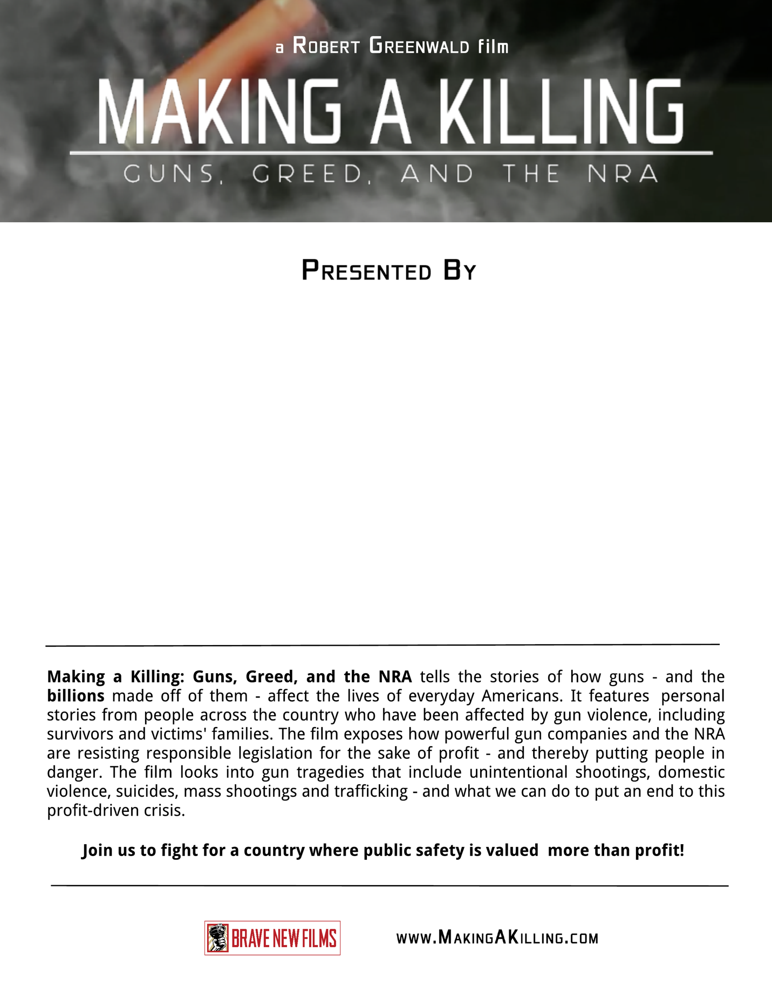 a Robert Greenwald film
MAKING A KILLING
GUNS, GREED, AND THE NRA
Presented By
Making a Killing: Guns, Greed, and the NRA tells the stories of how guns - and the
billions made off of them - affect the lives of everyday Americans. It features personal
stories from people across the country who have been affected by gun violence, including
survivors and victims' families. The film exposes how powerful gun companies and the NRA
are resisting responsible legislation for the sake of profit - and thereby putting people in
danger. The film looks into gun tragedies that include unintentional shootings, domestic
violence, suicides, mass shootings and trafficking - and what we can do to put an end to this
profit-driven crisis.
Join us to fight for a country where public safety is valued more than profit!
BRAVE NEW FILMS
www.MakingAKilling.com